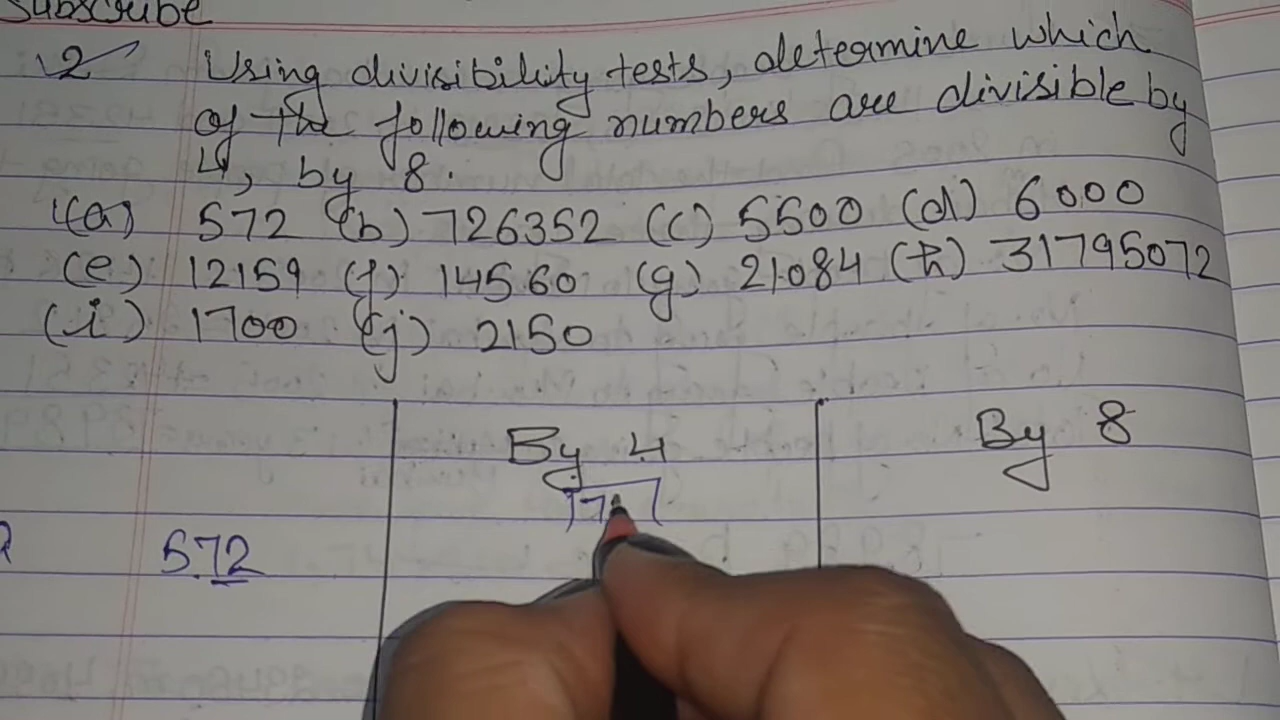 Subscribe
2 Using divisibility tests, determine which
of the following numbers are divisible by
4, by 8.
(a) 572 (b) 726352 (c) 5500 (d) 6000
(e) 12159 (f) 14560 (g) 21084 (h) 31795072
(i) 1700 (j) 2150
By 4 By 8
7
572